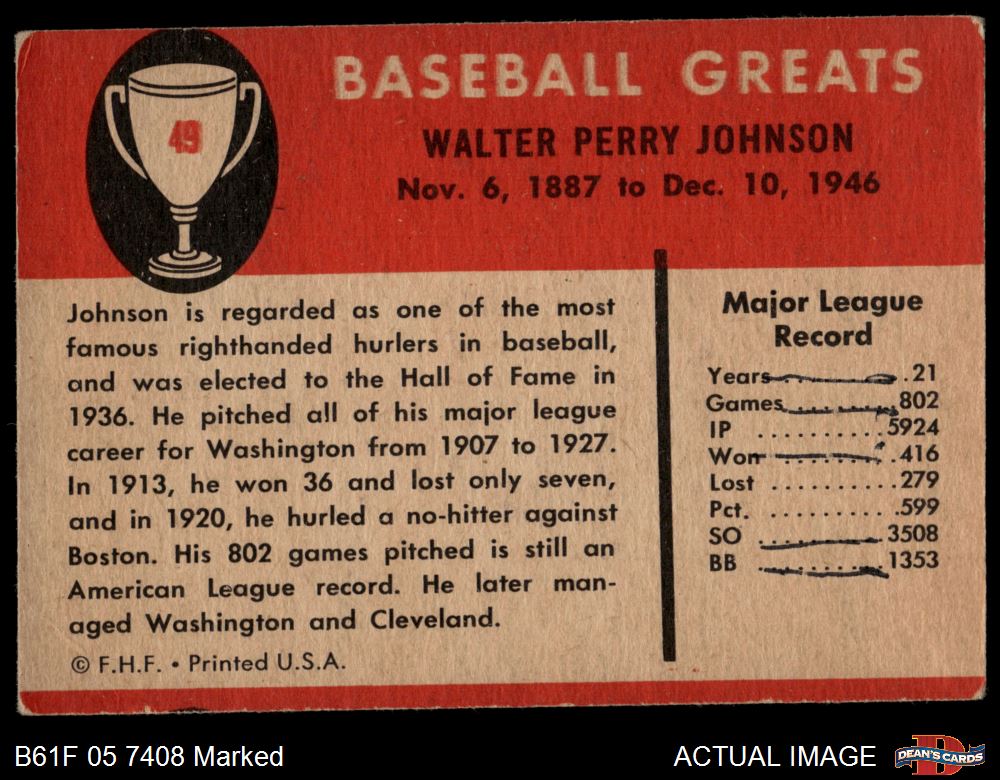 49
BASEBALL GREATS
WALTER PERRY JOHNSON
Nov. 6, 1887 to Dec. 10, 1946
Johnson is regarded as one of the most
famous righthanded hurlers in baseball,
and was elected to the Hall of Fame in
1936. He pitched all of his major league
career for Washington from 1907 to 1927.
In 1913, he won 36 and lost only seven,
and in 1920, he hurled a no-hitter against
Boston. His 802 games pitched is still an
American League record. He later man-
aged Washington and Cleveland.
© F.H.F. • Printed U.S.A.
Major League
Record
Years . . . . . . . . . . .21
Games. . . . . . . . . .802
IP . . . . . . . . . . 5924
Won . . . . . . . . . .416
Lost . . . . . . . . . .279
Pct. . . . . . . . . . .599
SO . . . . . . . . . . 3508
BB . . . . . . . . . . 1353
B61F 05 7408 Marked
ACTUAL IMAGE
DEAN'S CARDS